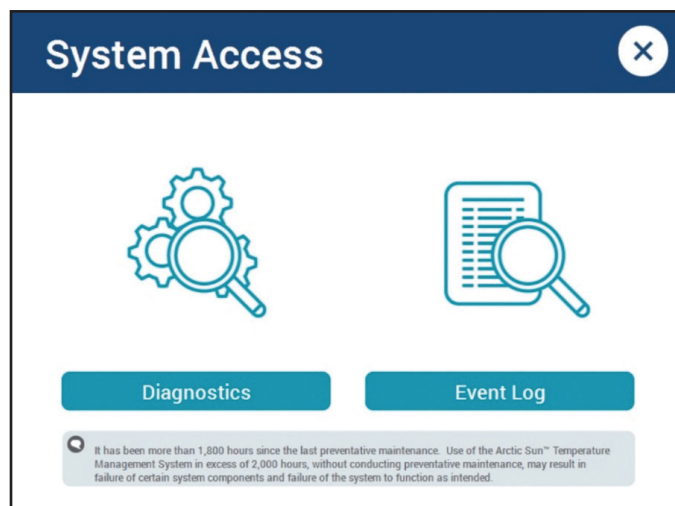 System Access
Diagnostics
Event Log
It has been more than 1,800 hours since the last preventative maintenance. Use of the Arctic Sun™ Temperature
Management System in excess of 2,000 hours, without conducting preventative maintenance, may result in
failure of certain system components and failure of the system to function as intended.